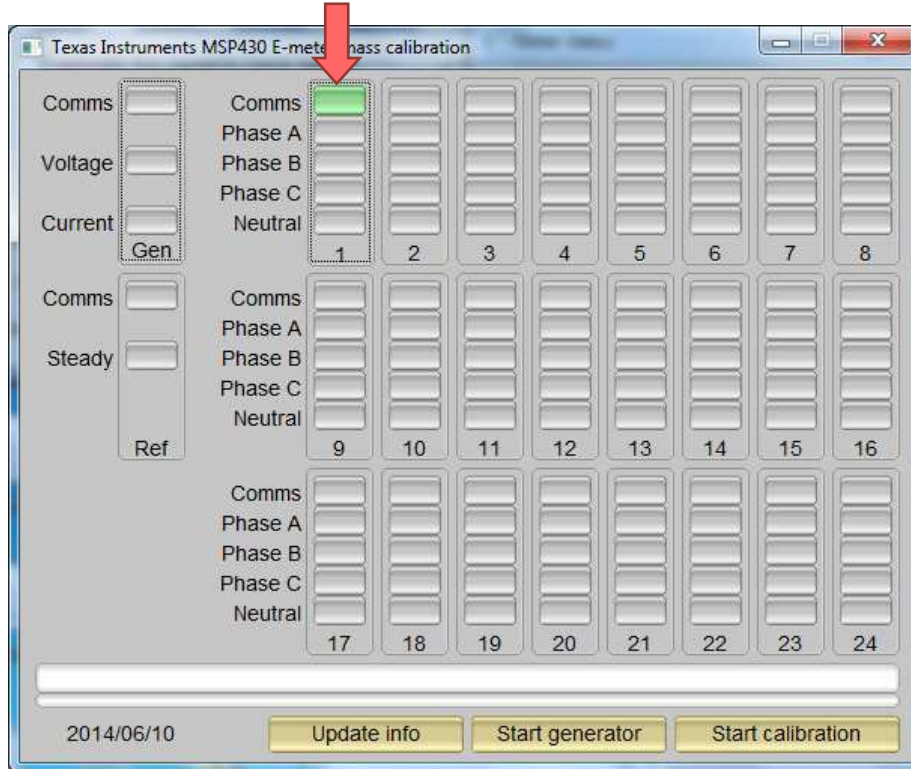 Texas Instruments MSP430 E-meter mass calibration
Comms
Voltage
Current
Gen
Comms
Steady
Ref
Comms
Phase A
Phase B
Phase C
Neutral
1 2 3 4 5 6 7 8
Comms
Phase A
Phase B
Phase C
Neutral
9 10 11 12 13 14 15 16
Comms
Phase A
Phase B
Phase C
Neutral
17 18 19 20 21 22 23 24
2014/06/10
Update info
Start generator
Start calibration